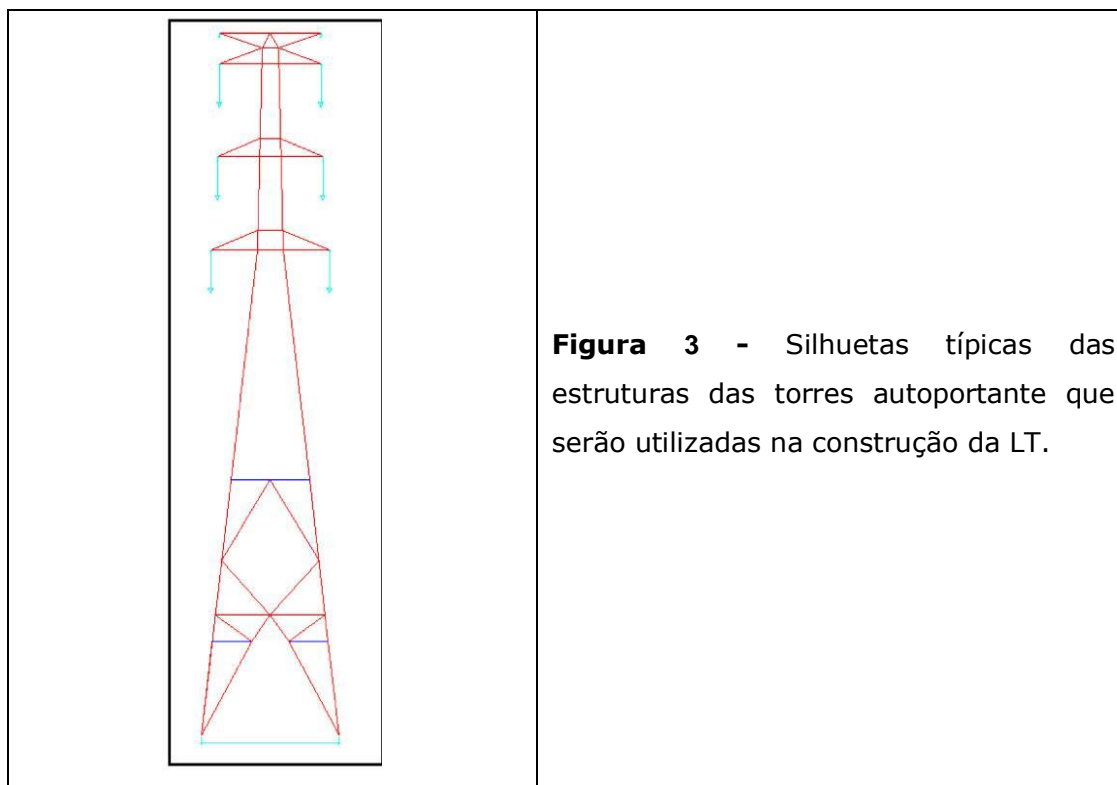 Figura 3 - Silhuetas típicas das
estruturas das torres autoportante que
serão utilizadas na construção da LT.